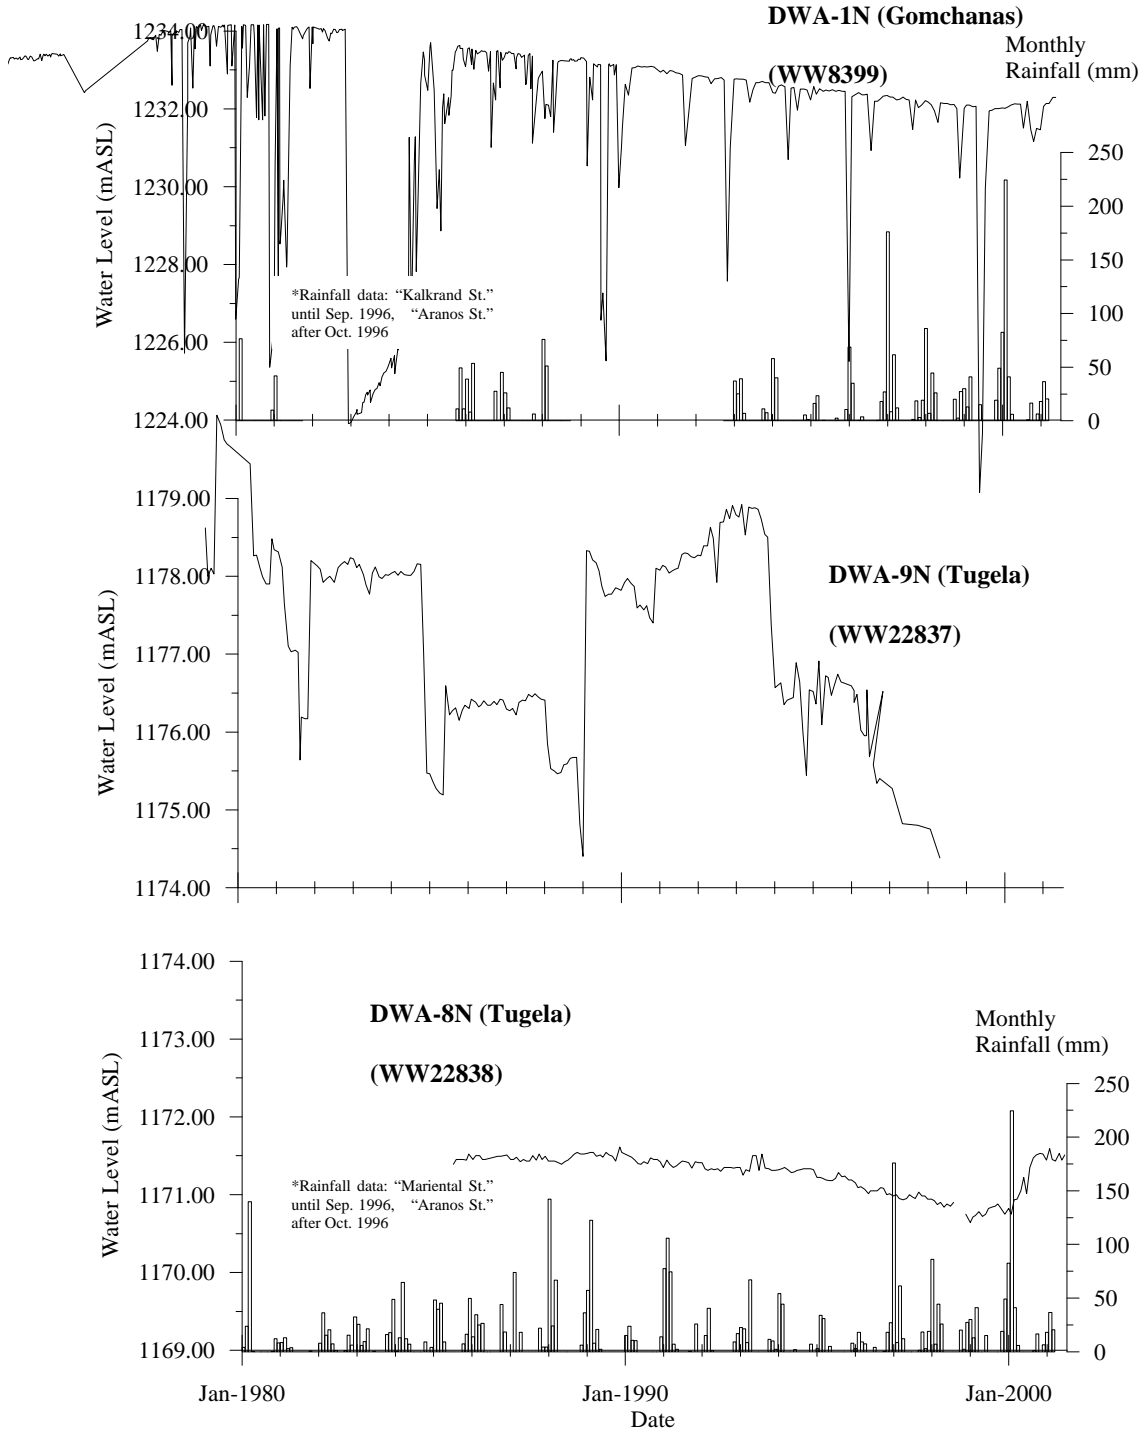 DWA-1N (Gomchanas)
(WW8399)
Monthly
Rainfall (mm)
Water Level (mASL)
1234.00
1232.00
1230.00
1228.00
1226.00
1224.00
250
200
150
100
50
0
*Rainfall data: “Kalkrand St.”
until Sep. 1996, “Aranos St.”
after Oct. 1996
DWA-9N (Tugela)
(WW22837)
Water Level (mASL)
1179.00
1178.00
1177.00
1176.00
1175.00
1174.00
DWA-8N (Tugela)
(WW22838)
Monthly
Rainfall (mm)
Water Level (mASL)
1174.00
1173.00
1172.00
1171.00
1170.00
1169.00
250
200
150
100
50
0
*Rainfall data: “Mariental St.”
until Sep. 1996, “Aranos St.”
after Oct. 1996
Jan-1980
Jan-1990
Jan-2000
Date